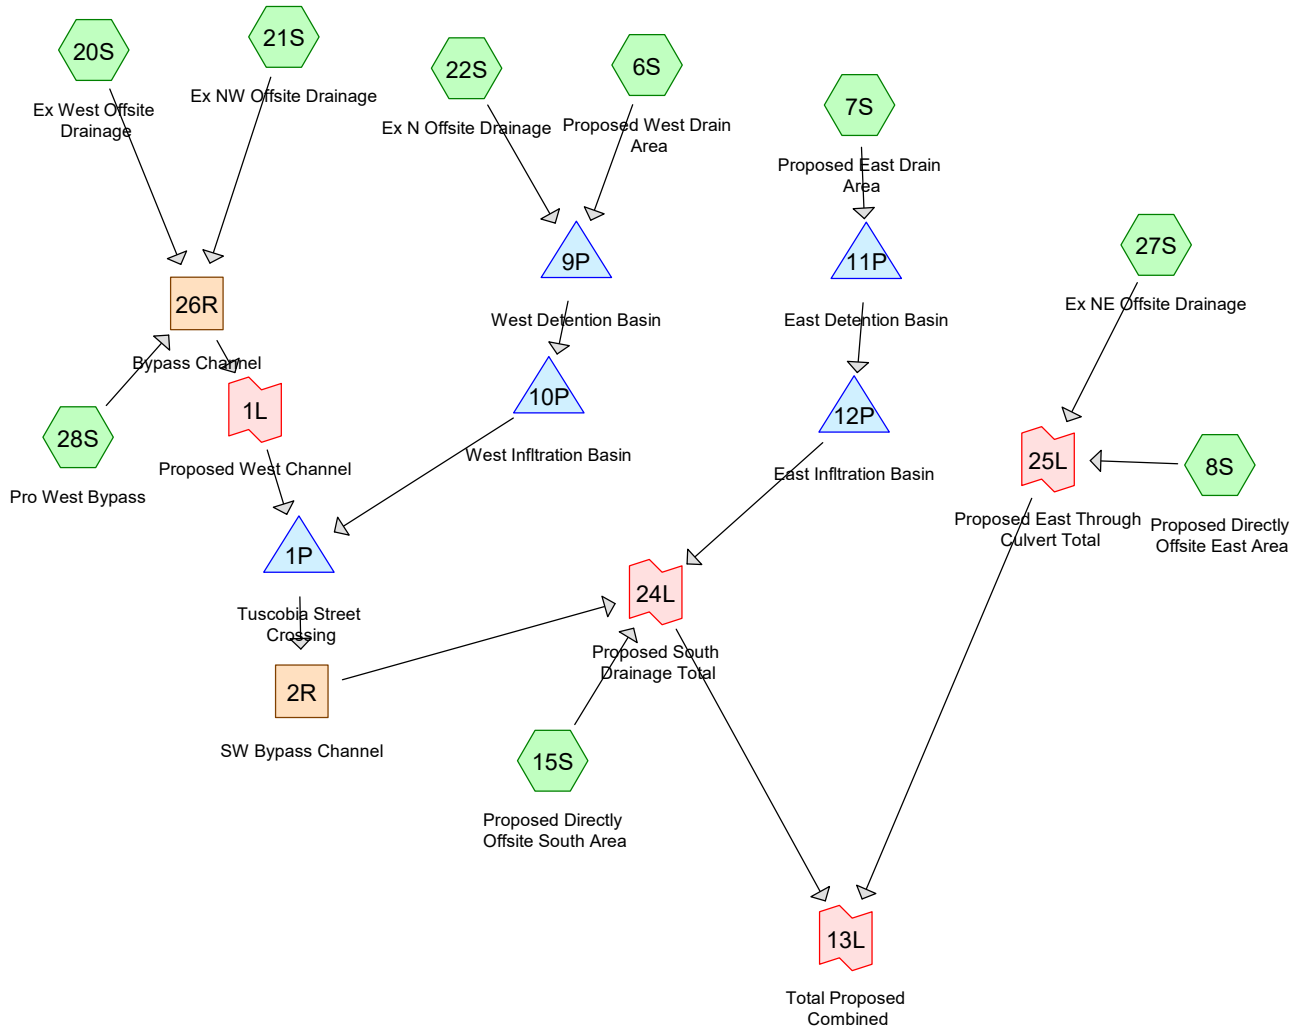 20S
Ex West Offsite
Drainage
21S
Ex NW Offsite Drainage
22S
Ex N Offsite Drainage
6S
Proposed West Drain
Area
7S
Proposed East Drain
Area
27S
Ex NE Offsite Drainage
26R
Bypass Channel
9P
West Detention Basin
11P
East Detention Basin
28S
Pro West Bypass
1L
Proposed West Channel
10P
West Infltration Basin
12P
East Infltration Basin
25L
Proposed East Through
Culvert Total
8S
Proposed Directly
Offsite East Area
1P
Tuscobia Street
Crossing
24L
Proposed South
Drainage Total
2R
SW Bypass Channel
15S
Proposed Directly
Offsite South Area
13L
Total Proposed
Combined